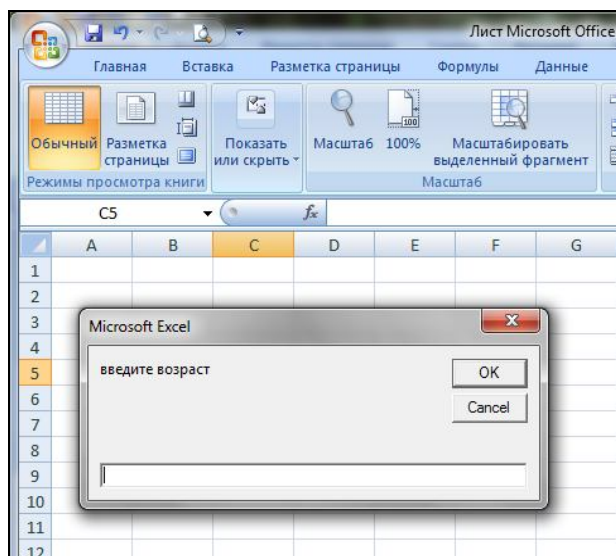 Лист Microsoft Office
Главная Вставка Разметка страницы Формулы Данные
Обычный Разметка страницы Показать или скрыть Масштаб 100% Масштабировать выделенный фрагмент
100
Режимы просмотра книги Масштаб
C5 fx
A B C D E F G
1
2
3
Microsoft Excel
4
введите возраст OK
5
6
Cancel
7
8
9
10
11
12